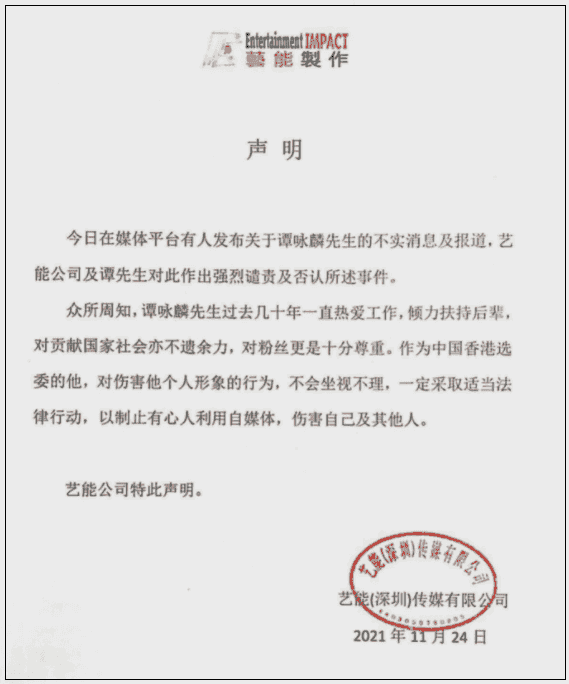 Entertainment IMPACT
藝能製作
声 明
今日在媒体平台有人发布关于谭咏麟先生的不实消息及报道,艺
能公司及谭先生对此作出强烈谴责及否认所述事件。
众所周知,谭咏麟先生过去几十年一直热爱工作,倾力扶持后辈,
对贡献国家社会亦不遗余力,对粉丝更是十分尊重。作为中国香港选
委的他,对伤害他个人形象的行为,不会坐视不理,一定采取适当法
律行动,以制止有心人利用自媒体,伤害自己及其他人。
艺能公司特此声明。
艺能(深圳)传媒有限公司
艺能(深圳)传媒有限公司
2021 年 11 月 24 日